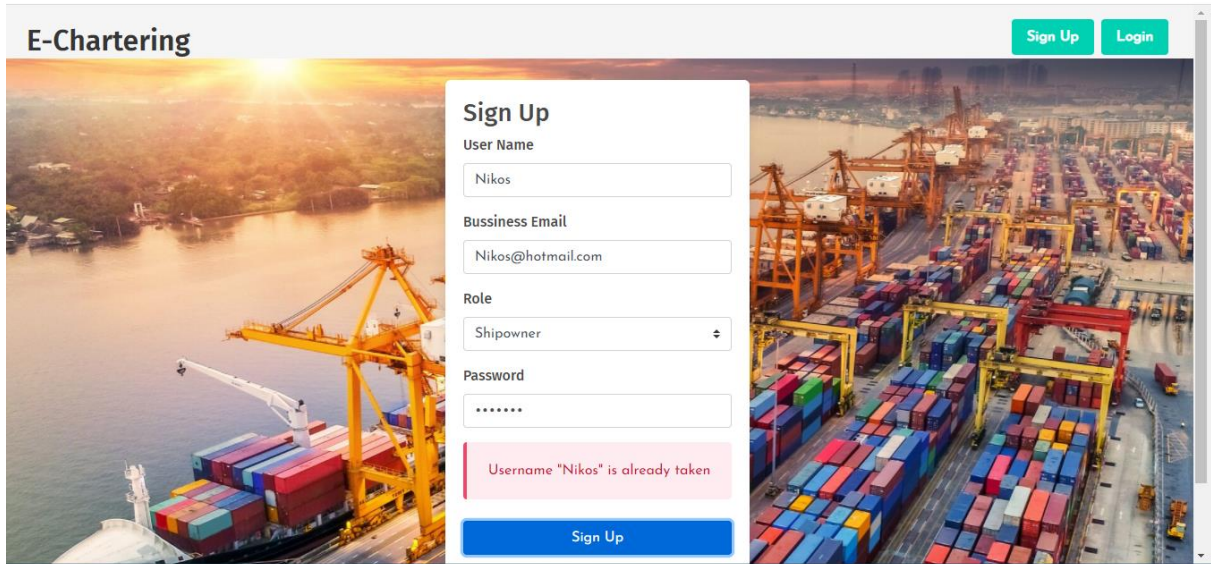 E-Chartering
Sign Up
Login
Sign Up
User Name
Nikos
Bussiness Email
Nikos@hotmail.com
Role
Shipowner
Password
•••••••
Username "Nikos" is already taken
Sign Up